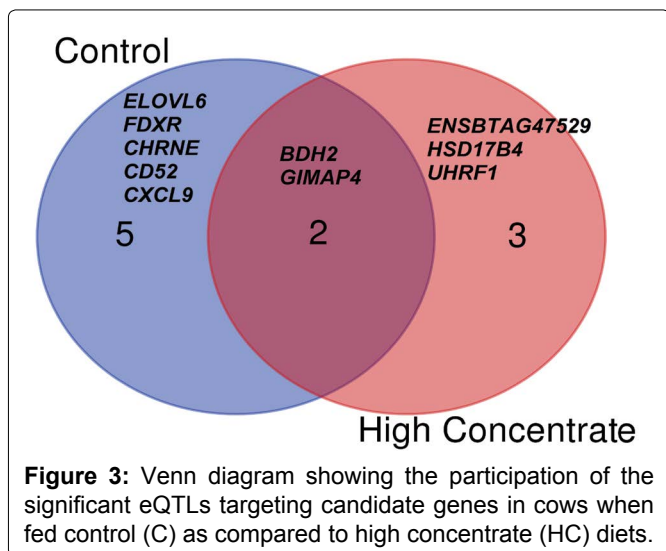 Control
ELOVL6
FDXR
CHRNE
CD52
CXCL9
5
BDH2
GIMAP4
2
ENSBTAG47529
HSD17B4
UHRF1
3
High Concentrate
Figure 3: Venn diagram showing the participation of the
significant eQTLs targeting candidate genes in cows when
fed control (C) as compared to high concentrate (HC) diets.